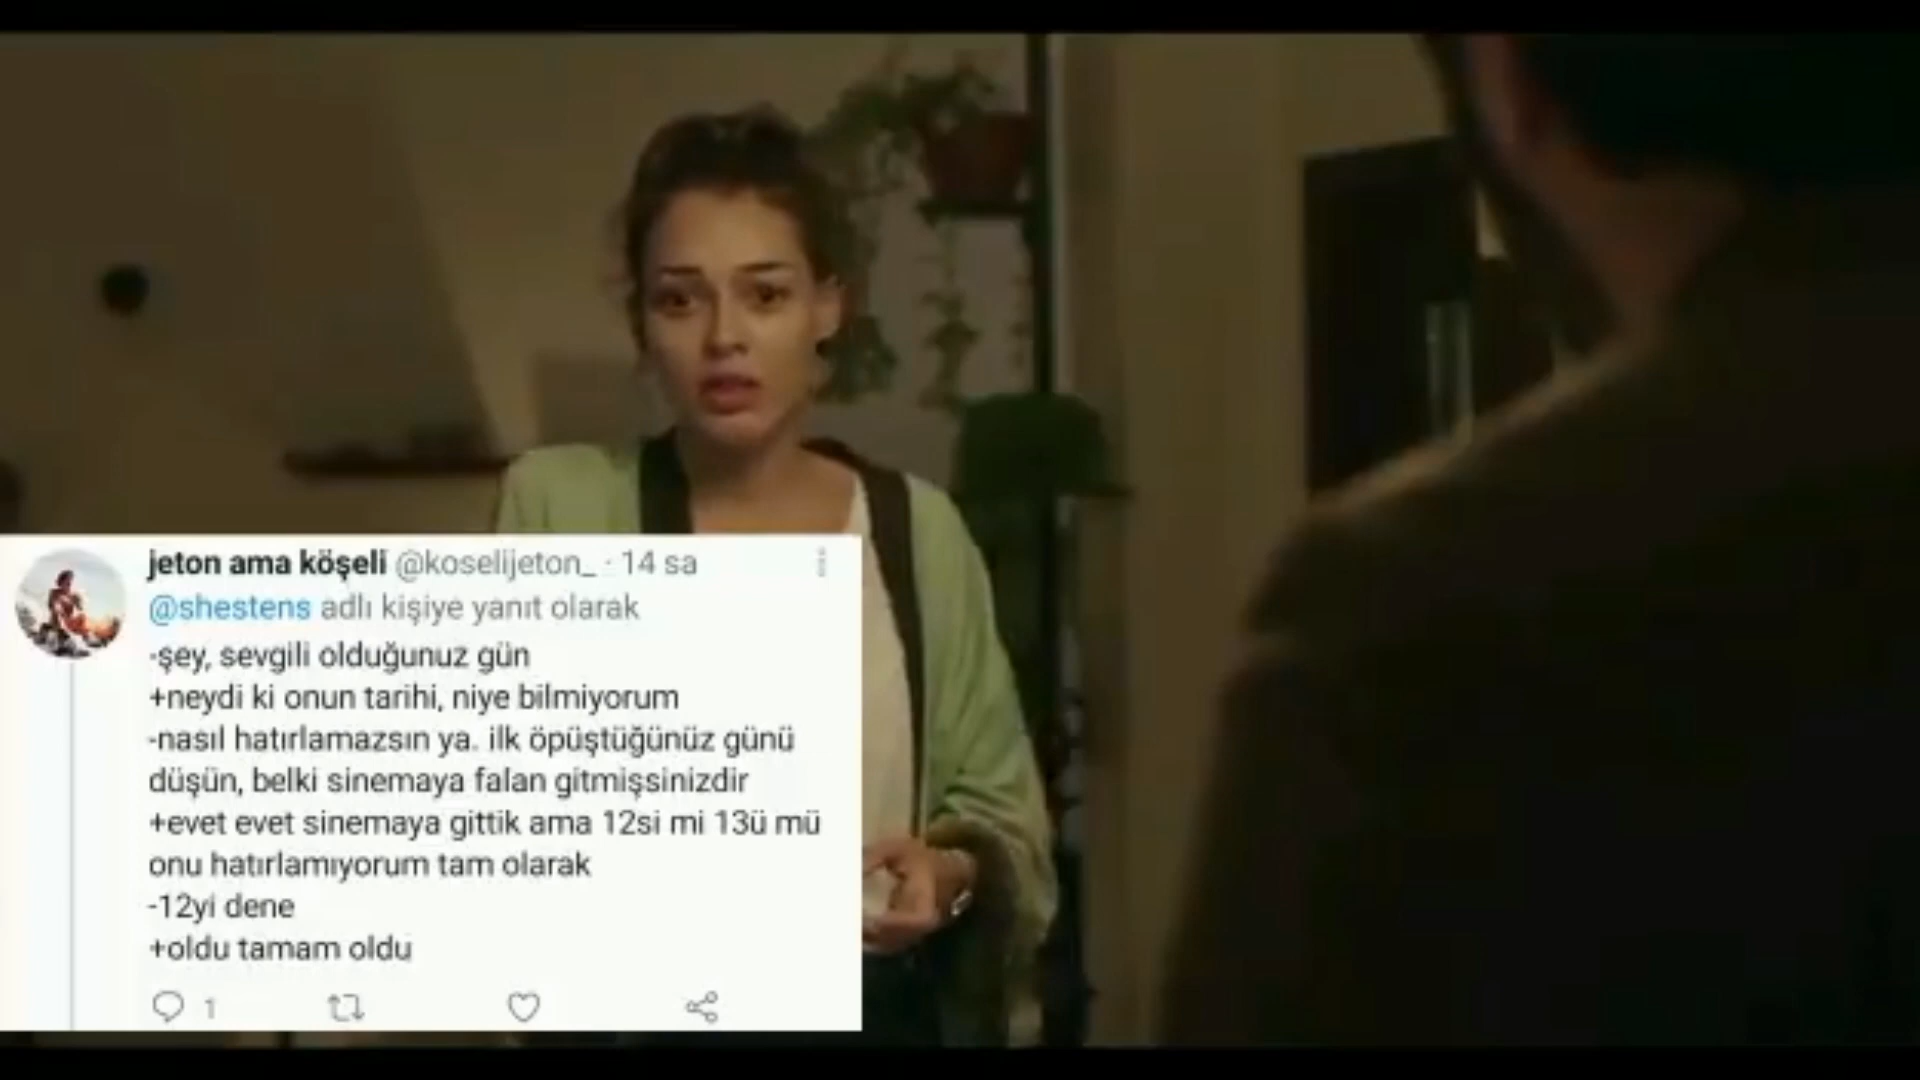 jeton ama köşeli @koselijeton_ · 14 sa
@shestens adlı kişiye yanıt olarak
-şey, sevgili olduğunuz gün
+neydi ki onun tarihi, niye bilmiyorum
-nasıl hatırlamazsın ya. ilk öpüştüğünüz günü
düşün, belki sinemaya falan gitmişsinizdir
+evet evet sinemaya gittik ama 12si mi 13ü mü
onu hatırlamıyorum tam olarak
-12yi dene
+oldu tamam oldu
1